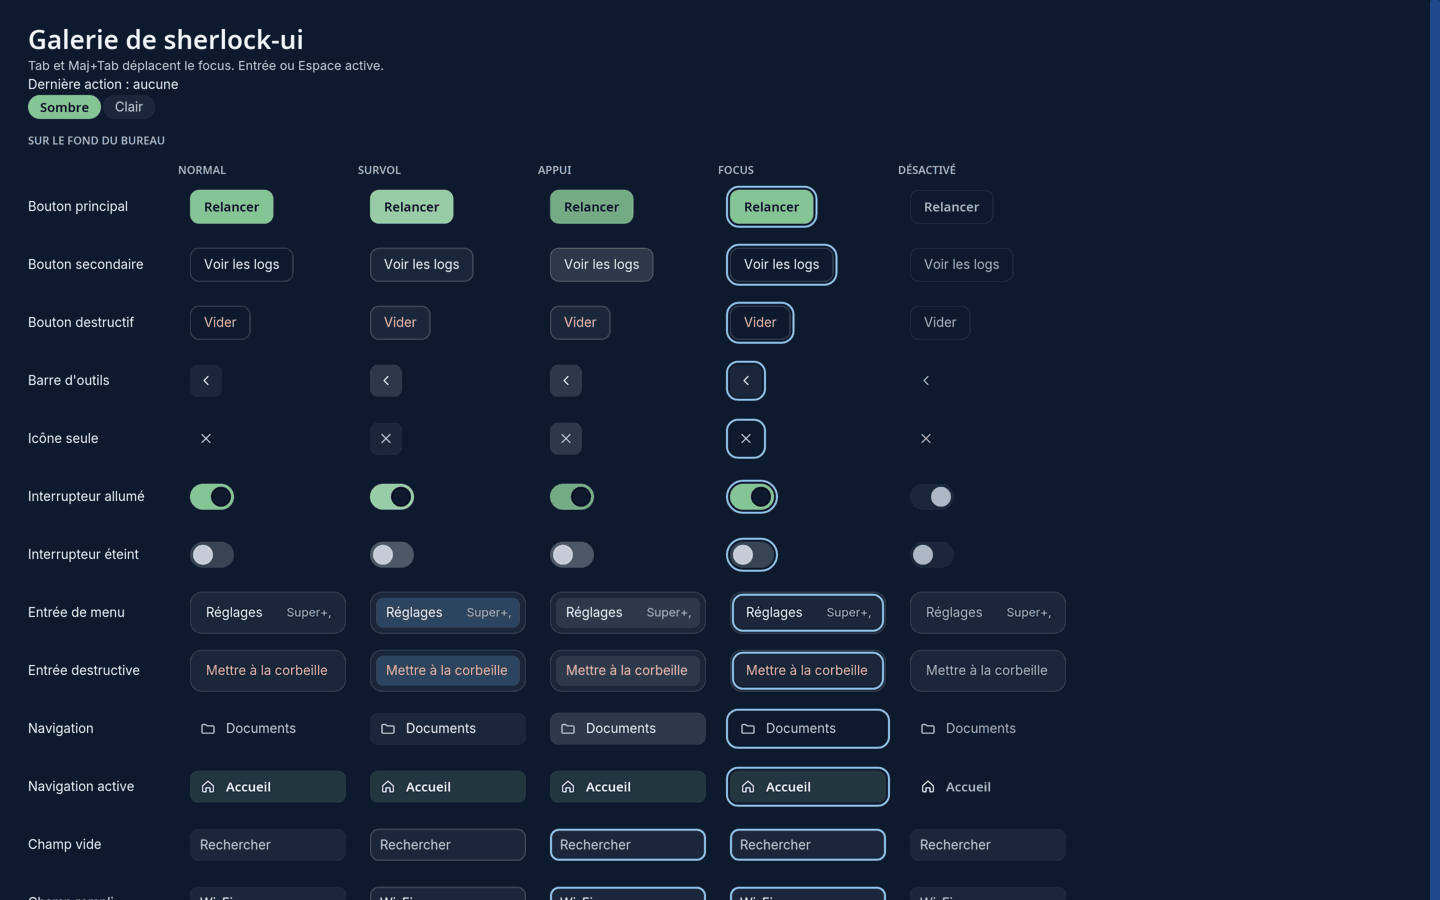 Galerie de sherlock-ui
Tab et Maj+Tab déplacent le focus. Entrée ou Espace active.
Dernière action : aucune
Sombre Clair
SUR LE FOND DU BUREAU
NORMAL SURVOL APPUI FOCUS DÉSACTIVÉ
Bouton principal Relancer Relancer Relancer Relancer Relancer
Bouton secondaire Voir les logs Voir les logs Voir les logs Voir les logs Voir les logs
Bouton destructif Vider Vider Vider Vider Vider
Barre d'outils
Icône seule
Interrupteur allumé
Interrupteur éteint
Entrée de menu Réglages Super+, Réglages Super+, Réglages Super+, Réglages Super+, Réglages Super+,
Entrée destructive Mettre à la corbeille Mettre à la corbeille Mettre à la corbeille Mettre à la corbeille Mettre à la corbeille
Navigation Documents Documents Documents Documents Documents
Navigation active Accueil Accueil Accueil Accueil Accueil
Champ vide Rechercher Rechercher Rechercher Rechercher Rechercher